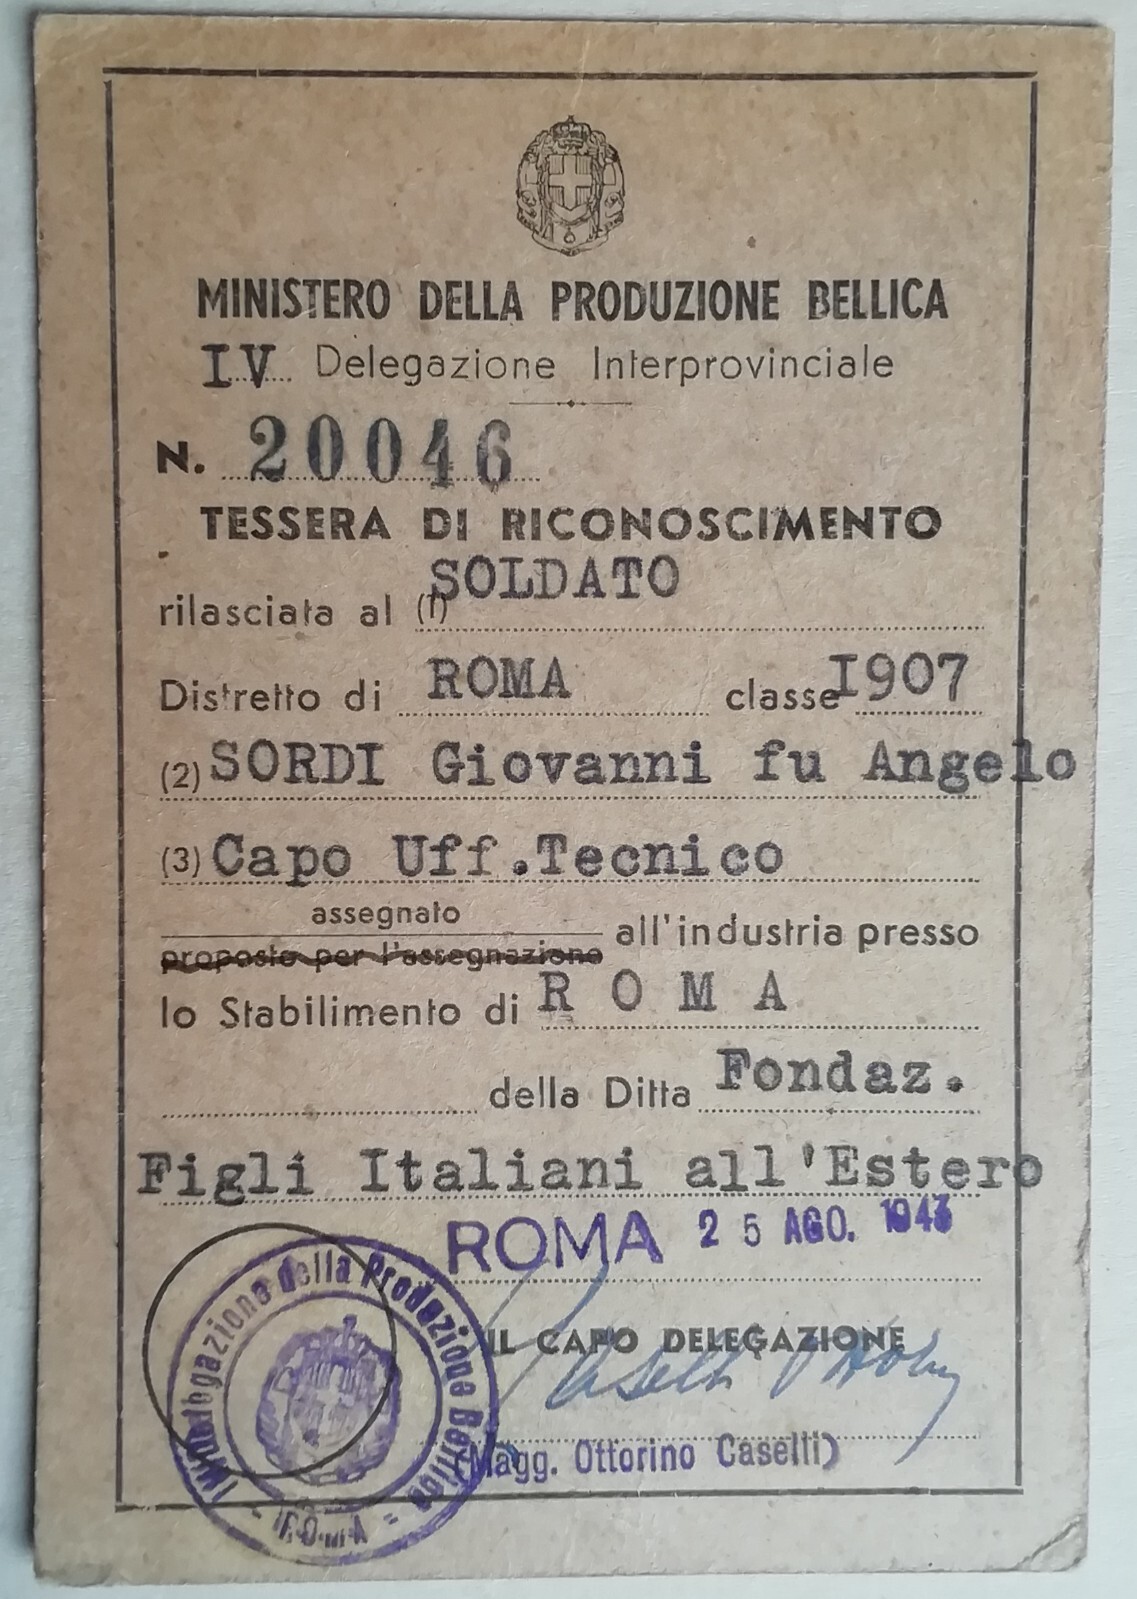 MINISTERO DELLA PRODUZIONE BELLICA
IV Delegazione Interprovinciale
N. 20046
TESSERA DI RICONOSCIMENTO
rilasciata al (1) SOLDATO
Distretto di ROMA classe I907
(2) SORDI Giovanni fu Angelo
(3) Capo Uff.Tecnico
assegnato
proposto per l'assegnazione all'industria presso
lo Stabilimento di R O M A
della Ditta Fondaz.
Figli Italiani all'Estero
ROMA 25 AGO. 1943
IL CAPO DELEGAZIONE
Caselli Ottorino
(Magg. Ottorino Caselli)
della Produzione Bellica
- ROMA -